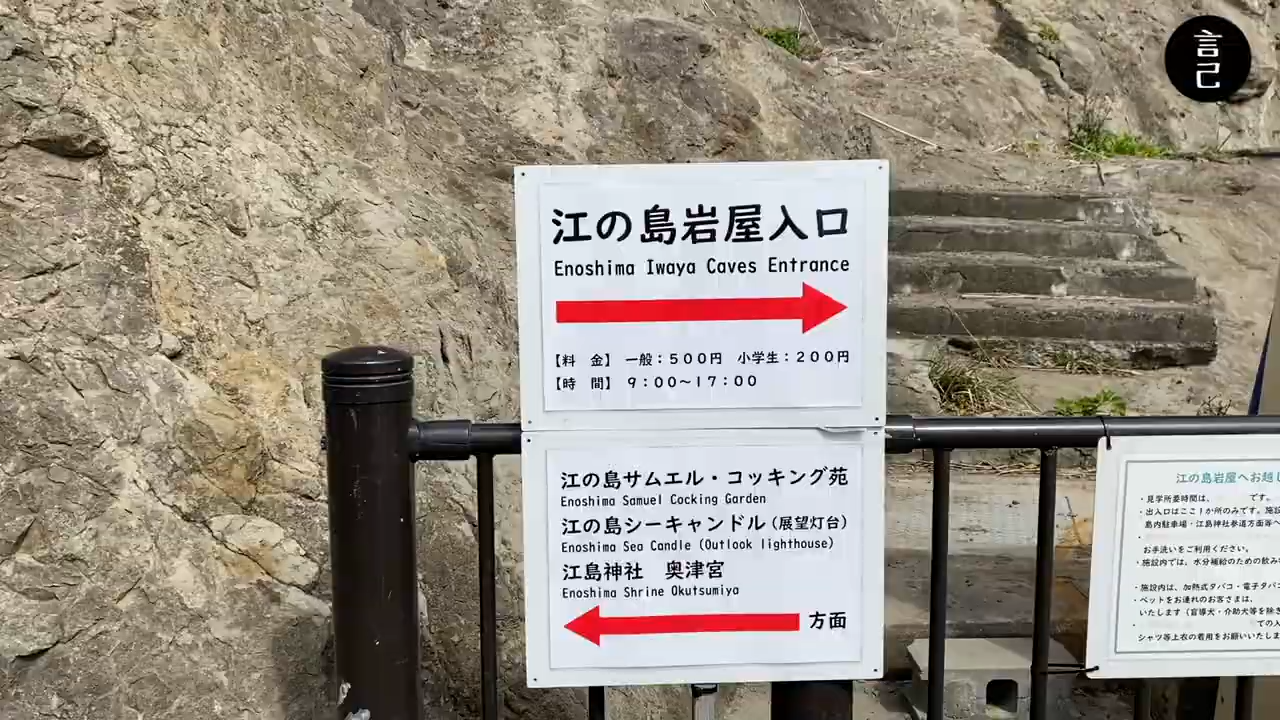 言己
江の島岩屋入口
Enoshima Iwaya Caves Entrance
【料 金】 一般：500円 小学生：200円
【時 間】 9：00～17：00
江の島サムエル・コッキング苑
Enoshima Samuel Cocking Garden
江の島シーキャンドル（展望灯台）
Enoshima Sea Candle (Outlook lighthouse)
江島神社 奥津宮
Enoshima Shrine Okutsumiya
方面
江の島岩屋へお越し
・見学所要時間は、 です。
・出入口はここ1か所のみです。施設
島内駐車場・江島神社参道方面等へ
お手洗いをご利用ください。
・施設内では、水分補給のための飲み
・施設内は、加熱式タバコ・電子タバコ
・ペットをお連れのお客さまは、
いたします（盲導犬・介助犬等を除き
ての入
シャツ等上衣の着用をお願いいたしま